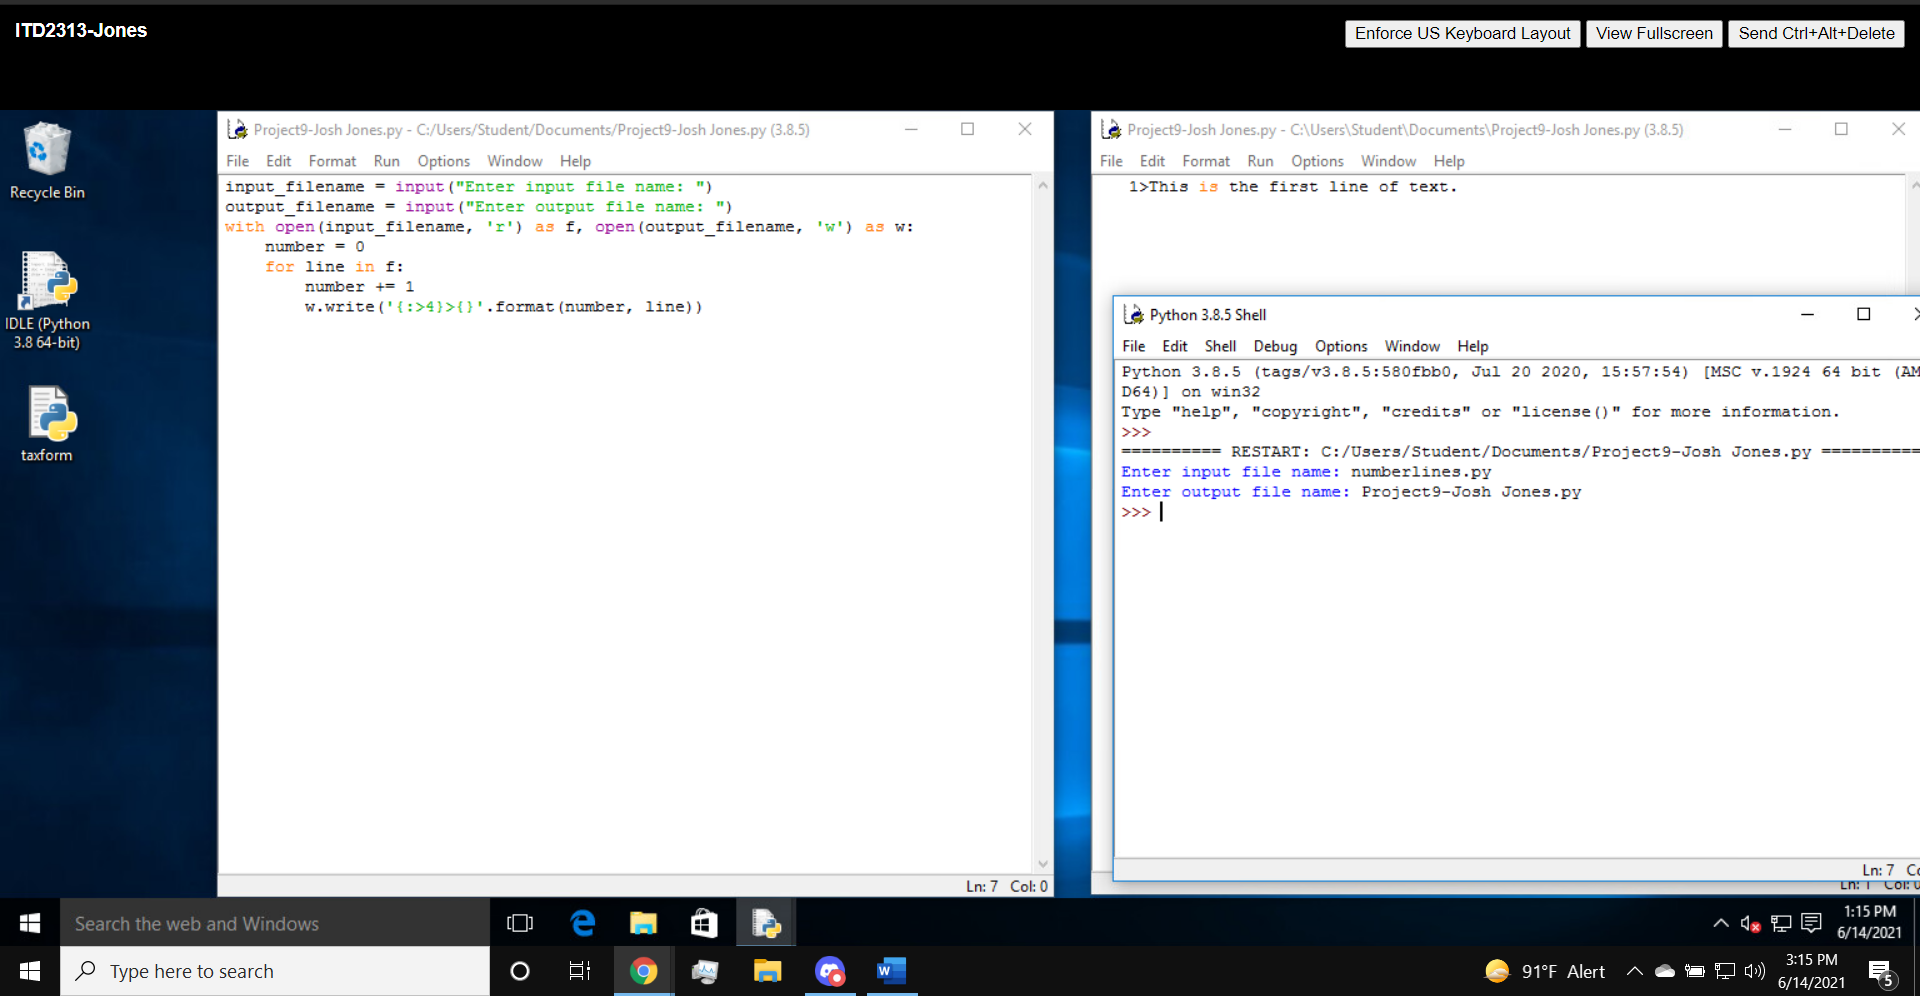 ITD2313-Jones
Enforce US Keyboard Layout
View Fullscreen
Send Ctrl+Alt+Delete
Recycle Bin
IDLE (Python
3.8 64-bit)
taxform
Project9-Josh Jones.py - C:/Users/Student/Documents/Project9-Josh Jones.py (3.8.5)
File Edit Format Run Options Window Help
input_filename = input("Enter input file name: ")
output_filename = input("Enter output file name: ")
with open(input_filename, 'r') as f, open(output_filename, 'w') as w:
    number = 0
    for line in f:
        number += 1
        w.write('{:>4}>{}'.format(number, line))
Ln: 7 Col: 0
Project9-Josh Jones.py - C:\Users\Student\Documents\Project9-Josh Jones.py (3.8.5)
File Edit Format Run Options Window Help
   1>This is the first line of text.
Python 3.8.5 Shell
File Edit Shell Debug Options Window Help
Python 3.8.5 (tags/v3.8.5:580fbb0, Jul 20 2020, 15:57:54) [MSC v.1924 64 bit (AM
D64)] on win32
Type "help", "copyright", "credits" or "license()" for more information.
>>>
========== RESTART: C:/Users/Student/Documents/Project9-Josh Jones.py ==========
Enter input file name: numberlines.py
Enter output file name: Project9-Josh Jones.py
>>>
Ln: 7 Co
Ln: 1 Col: 0
Search the web and Windows
1:15 PM
6/14/2021
Type here to search
91°F Alert
3:15 PM
6/14/2021
5